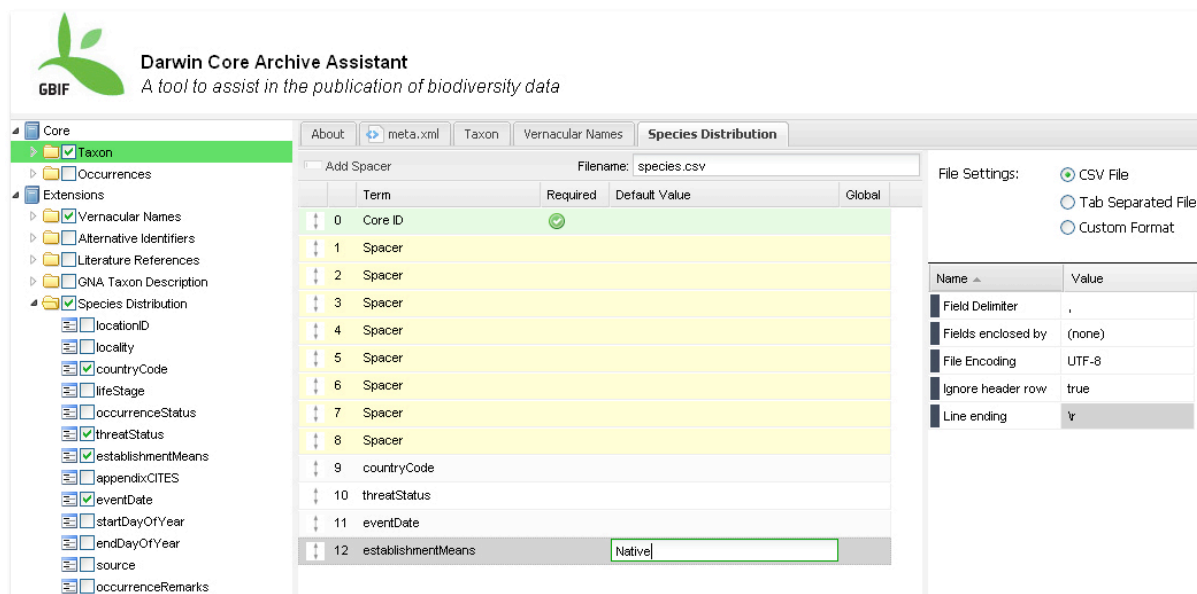 GBIF
Darwin Core Archive Assistant
A tool to assist in the publication of biodiversity data
Core
Taxon
Occurrences
Extensions
Vernacular Names
Alternative Identifiers
Literature References
GNA Taxon Description
Species Distribution
locationID
locality
countryCode
lifeStage
occurrenceStatus
threatStatus
establishmentMeans
appendixCITES
eventDate
startDayOfYear
endDayOfYear
source
occurrenceRemarks
About meta.xml Taxon Vernacular Names Species Distribution
Add Spacer Filename: species.csv
Term Required Default Value Global
0 Core ID
1 Spacer
2 Spacer
3 Spacer
4 Spacer
5 Spacer
6 Spacer
7 Spacer
8 Spacer
9 countryCode
10 threatStatus
11 eventDate
12 establishmentMeans Native
File Settings: CSV File
Tab Separated File
Custom Format
Name Value
Field Delimiter ,
Fields enclosed by (none)
File Encoding UTF-8
Ignore header row true
Line ending \r